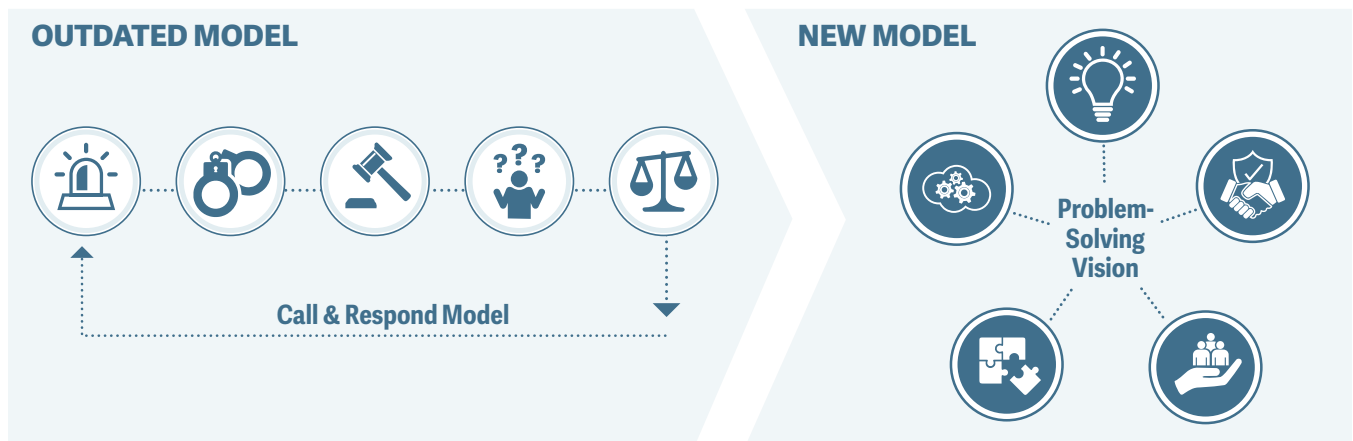 OUTDATED MODEL
? ? ?
Call & Respond Model
NEW MODEL
Problem-
Solving
Vision